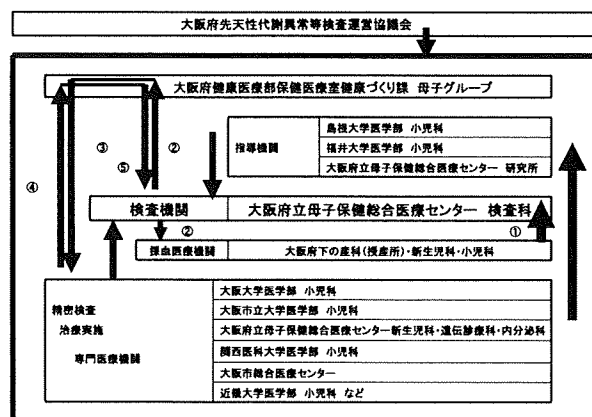 大阪府先天性代謝異常等検査運営協議会
大阪府健康医療部保健医療室健康づくり課 母子グループ
島根大学医学部 小児科
指導機関
福井大学医学部 小児科
大阪府立母子保健総合医療センター 研究所
③
②
⑤
④
検査機関
大阪府立母子保健総合医療センター 検査科
②
①
採血医療機関
大阪府下の産科(授産所)・新生児科・小児科
大阪大学医学部 小児科
精密検査
大阪市立大学医学部 小児科
治療実施
大阪府立母子保健総合医療センター新生児科・遺伝診療科・内分泌科
専門医療機関
関西医科大学医学部 小児科
大阪市総合医療センター
近畿大学医学部 小児科 など